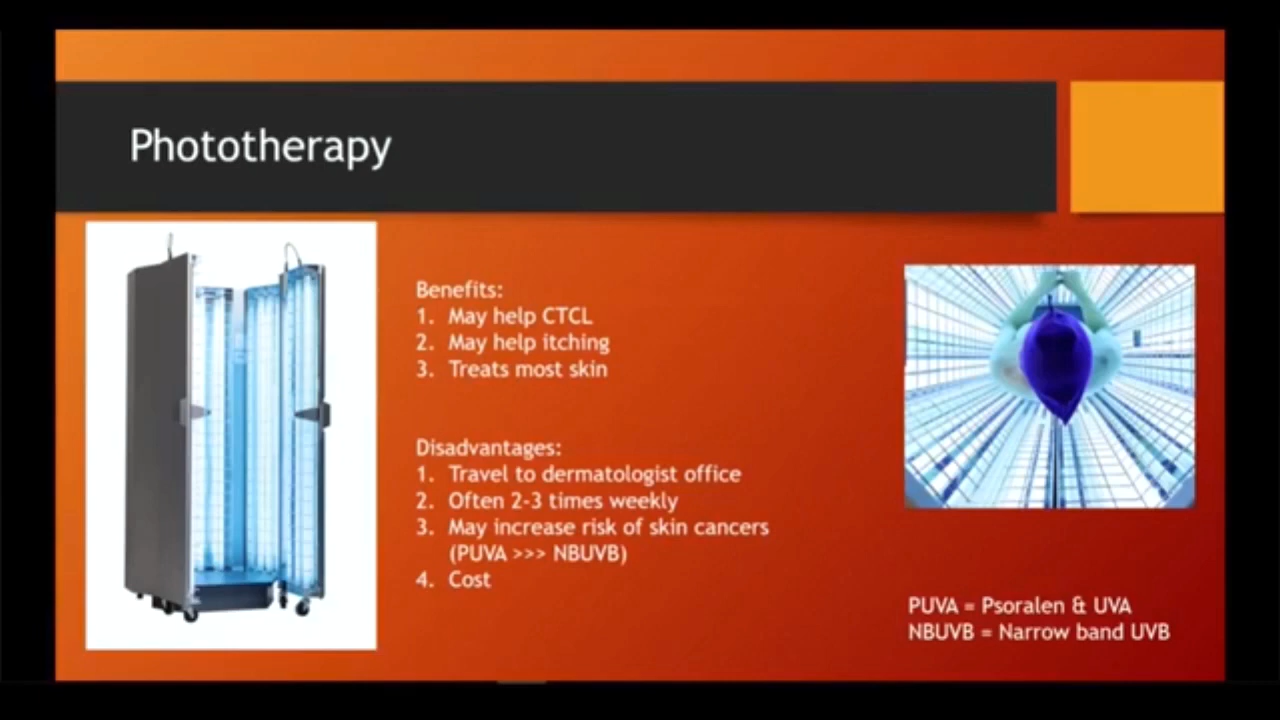 Phototherapy
Benefits:
1. May help CTCL
2. May help itching
3. Treats most skin
Disadvantages:
1. Travel to dermatologist office
2. Often 2-3 times weekly
3. May increase risk of skin cancers
(PUVA >>> NBUVB)
4. Cost
PUVA = Psoralen & UVA
NBUVB = Narrow band UVB